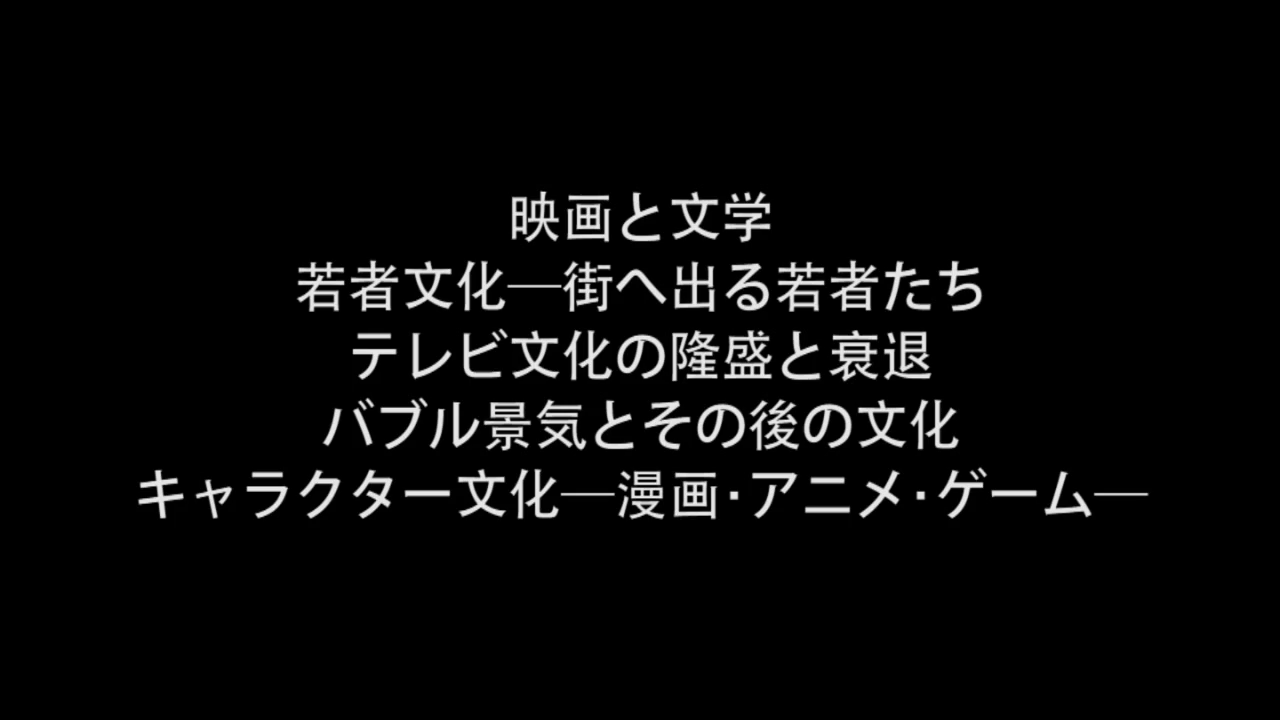 映画と文学
若者文化―街へ出る若者たち
テレビ文化の隆盛と衰退
バブル景気とその後の文化
キャラクター文化―漫画・アニメ・ゲーム―